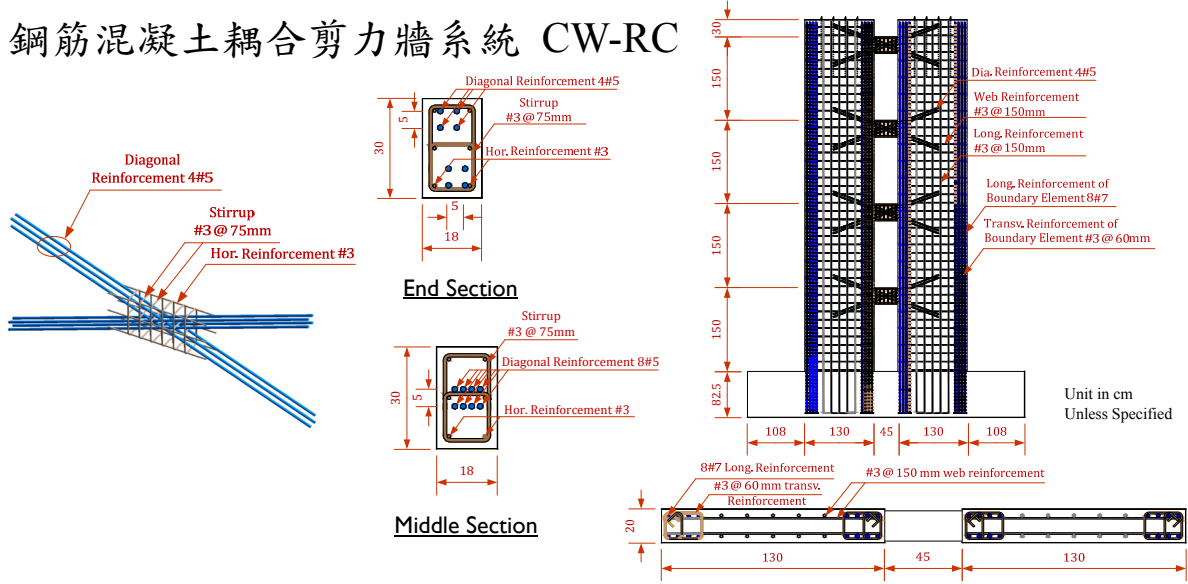 鋼筋混凝土耦合剪力牆系統 CW-RC
Diagonal
Reinforcement 4#5
Stirrup
#3 @ 75mm
Hor. Reinforcement #3
Diagonal Reinforcement 4#5
Stirrup
#3 @ 75mm
Hor. Reinforcement #3
5
30
5
18
End Section
Stirrup
#3 @ 75mm
Diagonal Reinforcement 8#5
Hor. Reinforcement #3
5
30
18
Middle Section
30
150
150
150
150
82.5
Dia. Reinforcement 4#5
Web Reinforcement
#3 @ 150mm
Long. Reinforcement
#3 @ 150mm
Long. Reinforcement of
Boundary Element 8#7
Transv. Reinforcement of
Boundary Element #3 @ 60mm
Unit in cm
Unless Specified
108
130
45
130
108
8#7 Long. Reinforcement
#3 @ 60 mm transv.
Reinforcement
#3 @ 150 mm web reinforcement
20
130
45
130